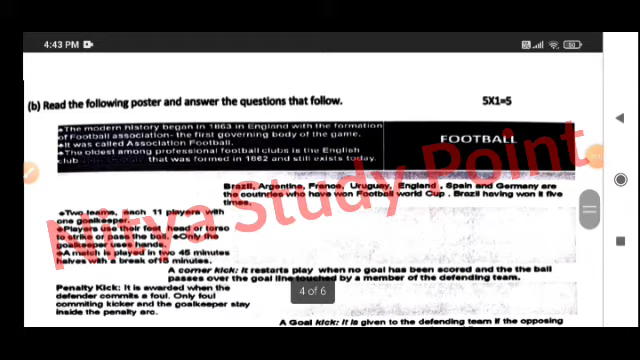 4:43 PM
(b) Read the following poster and answer the questions that follow.
5X1=5
●The modern history began in 1863 in England with the formation
of Football association- the first governing body of the game.
●It was called Association Football.
●The oldest among professional football clubs is the English
club that was formed in 1862 and still exists today.
FOOTBALL
Brazil, Argentina, France, Uruguay, England , Spain and Germany are
the coutnries who have won Football world Cup . Brazil having won it five
times.
●Two teams, each 11 players with
one goalkeeper.
●Players use their feet, head or torso
to strike or pass the ball. ●Only the
goalkeeper uses hands.
●A match is played in two 45 minutes
halves with a break of 15 minutes.
A corner kick: It restarts play when no goal has been scored and the the ball
passes over the goal line touched by a member of the defending team.
Penalty Kick: It is awarded when the
defender commits a foul. Only foul
commiting kicker and the goalkeeper stay
inside the penalty arc.
4 of 6
A Goal kick: It is given to the defending team if the opposing
Nitya Study Point